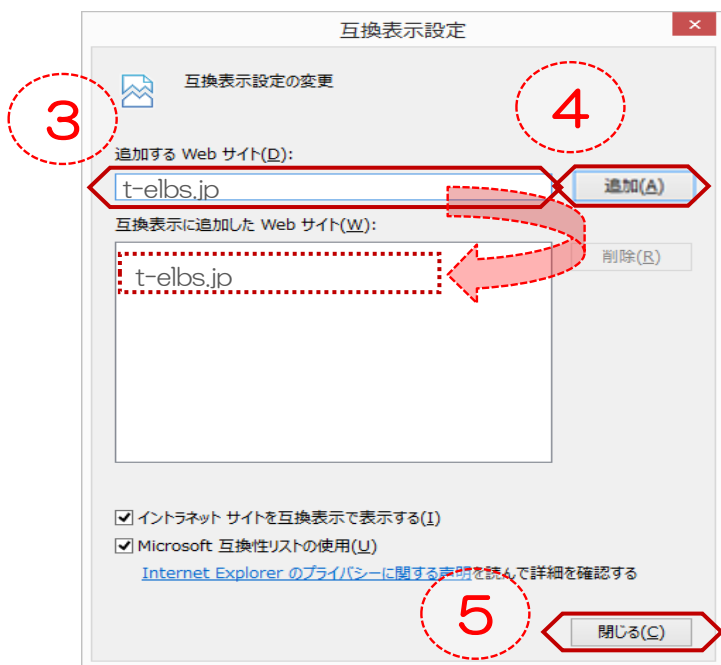 互換表示設定
×
互換表示設定の変更
3
4
追加する Web サイト(D):
t-elbs.jp
追加(A)
互換表示に追加した Web サイト(W):
削除(R)
t-elbs.jp
イントラネット サイトを互換表示で表示する(I)
Microsoft 互換性リストの使用(U)
Internet Explorer のプライバシーに関する声明を読んで詳細を確認する
5
閉じる(C)